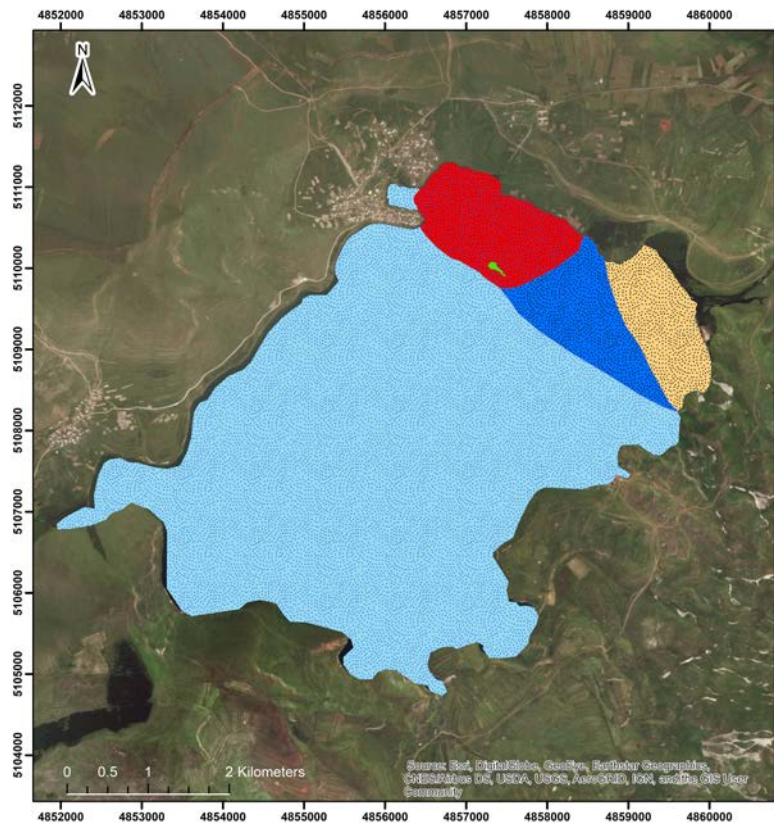 4852000 4853000 4854000 4855000 4856000 4857000 4858000 4859000 4860000
N
5112000
5111000
5110000
5109000
5108000
5107000
5106000
5105000
5104000
0 0.5 1 2 Kilometers
Source: Esri, DigitalGlobe, GeoEye, Earthstar Geographics,
CNES/Airbus DS, USDA, USGS, AeroGRID, IGN, and the GIS User
Community
4852000 4853000 4854000 4855000 4856000 4857000 4858000 4859000 4860000